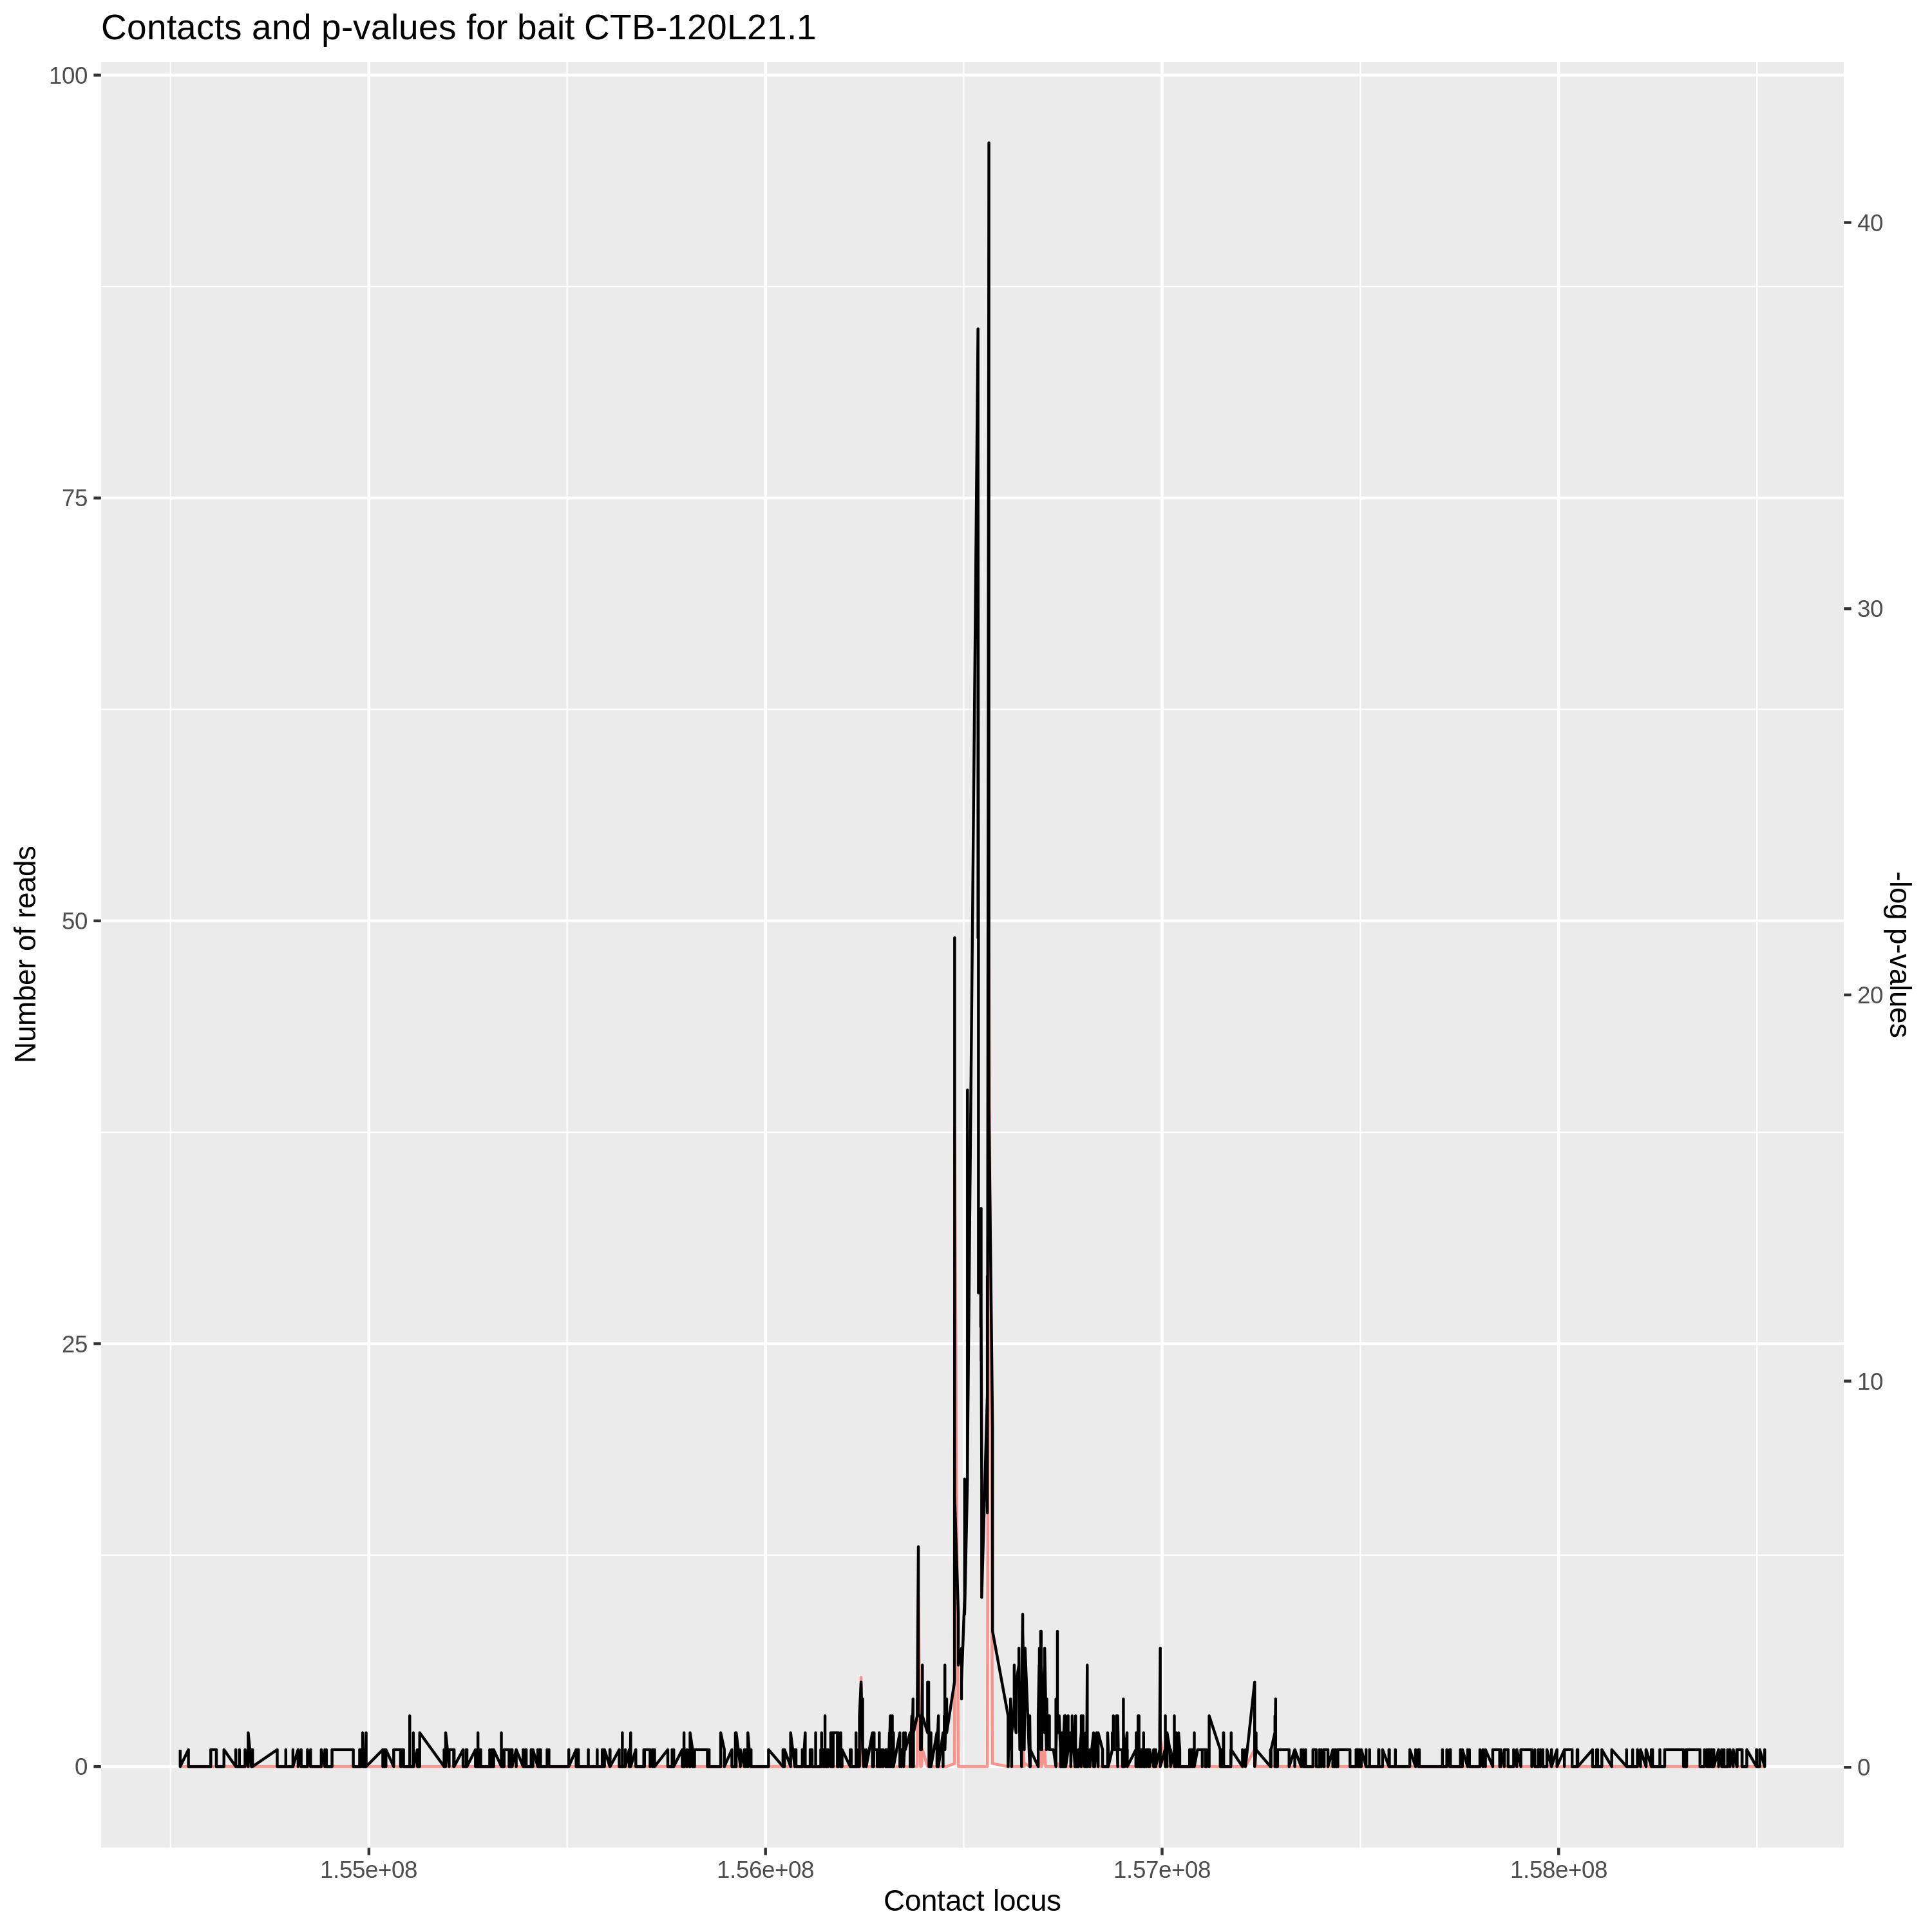 Contacts and p-values for bait CTB-120L21.1
100
75
50
25
0
Number of reads
40
30
20
10
0
-log p-values
1.55e+08
1.56e+08
1.57e+08
1.58e+08
Contact locus